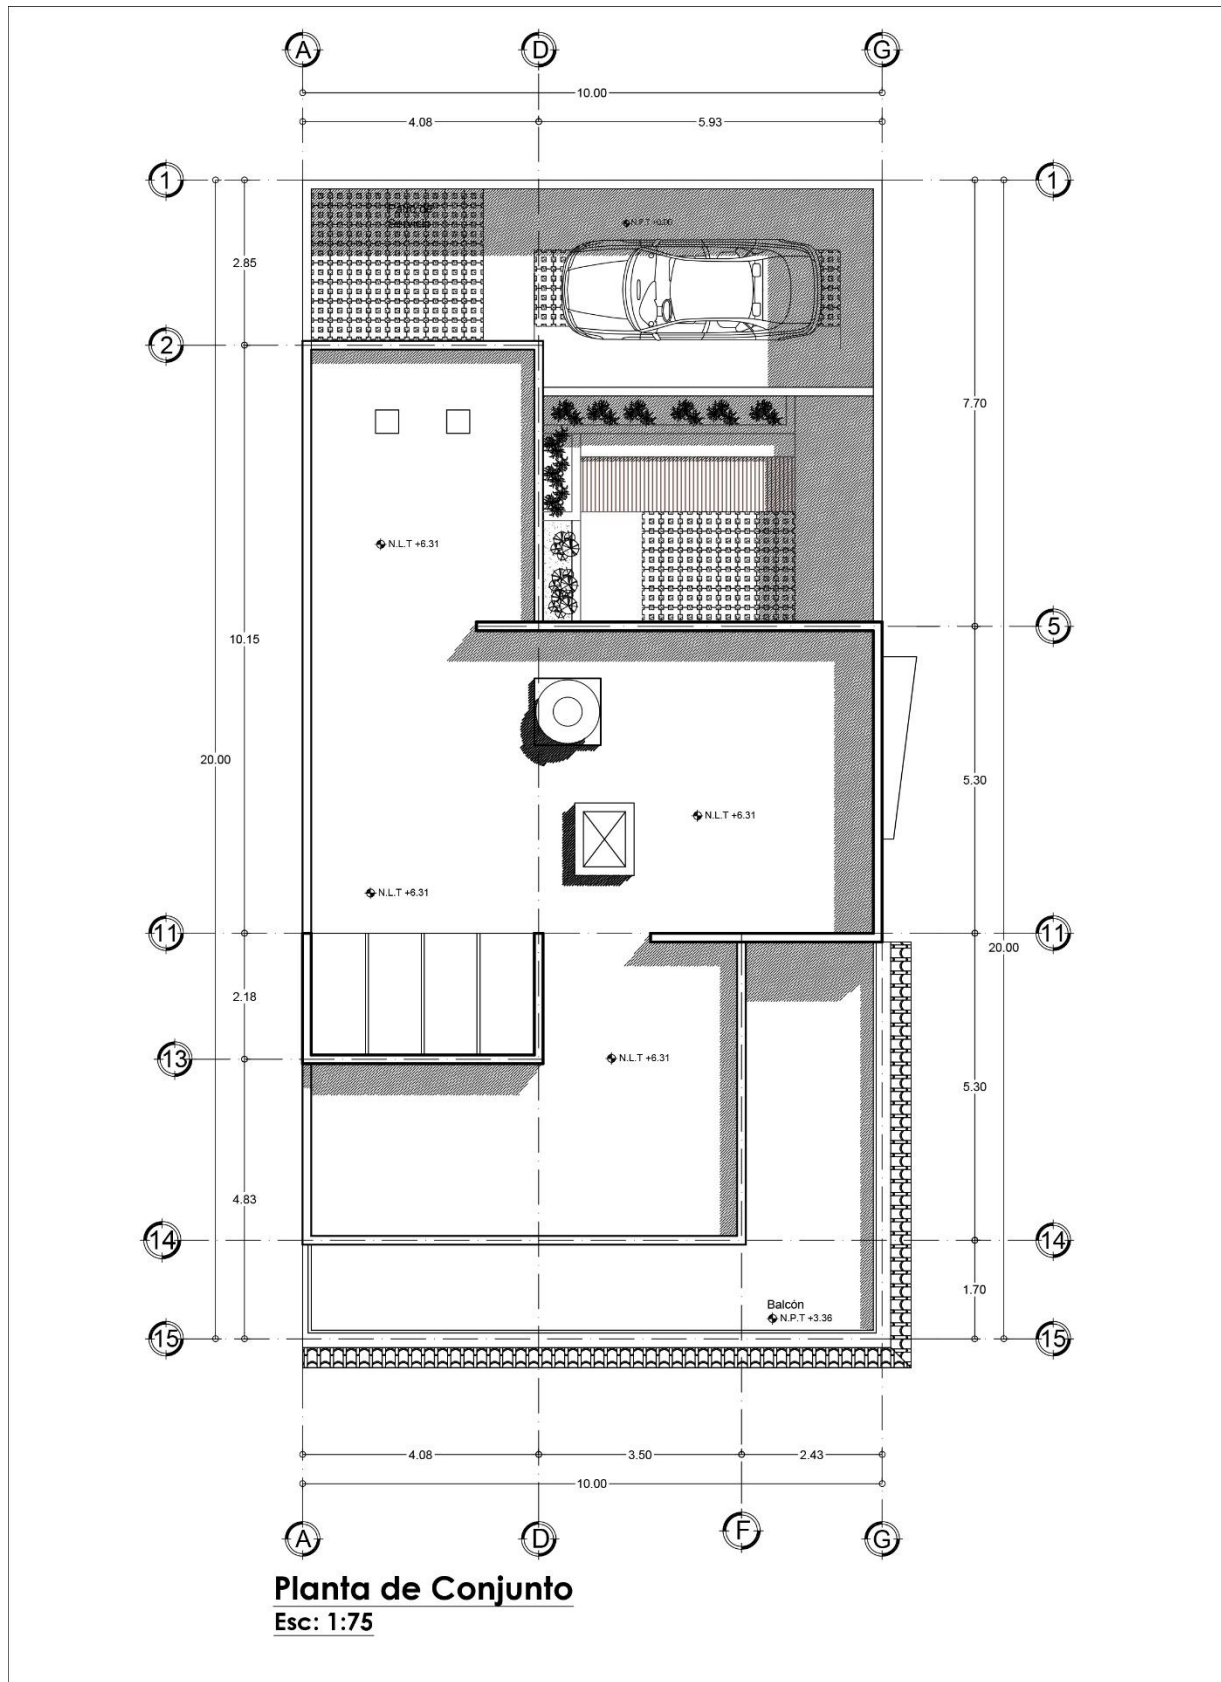 A D G
10.00
4.08 5.93
1 1
Patio de
Servicio
N.P.T +0.00
2.85
2
7.70
N.L.T +6.31
5
10.15
20.00
5.30
N.L.T +6.31
N.L.T +6.31
11 11
20.00
2.18
13
N.L.T +6.31
5.30
4.83
14 14
1.70
Balcón
N.P.T +3.36
15 15
4.08 3.50 2.43
10.00
A D F G
Planta de Conjunto
Esc: 1:75